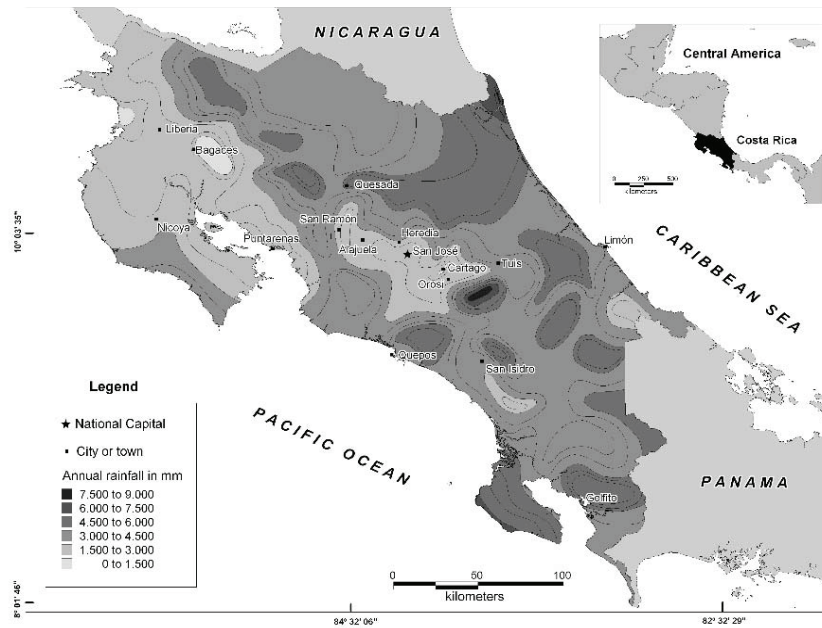 NICARAGUA
Central America
Costa Rica
0 250 500
kilometers
Liberia
Bagaces
Quesada
San Ramón
Nicoya
Puntarenas
Alajuela
Heredia
San José
Cartago
Tuis
Orosi
Limón
10° 03' 35"
CARIBBEAN SEA
Quepos
San Isidro
PACIFIC OCEAN
PANAMA
Golfito
Legend
National Capital
City or town
Annual rainfall in mm
7.500 to 9.000
6.000 to 7.500
4.500 to 6.000
3.000 to 4.500
1.500 to 3.000
0 to 1.500
0 50 100
kilometers
8° 01' 46"
84° 32' 06"
82° 32' 29"